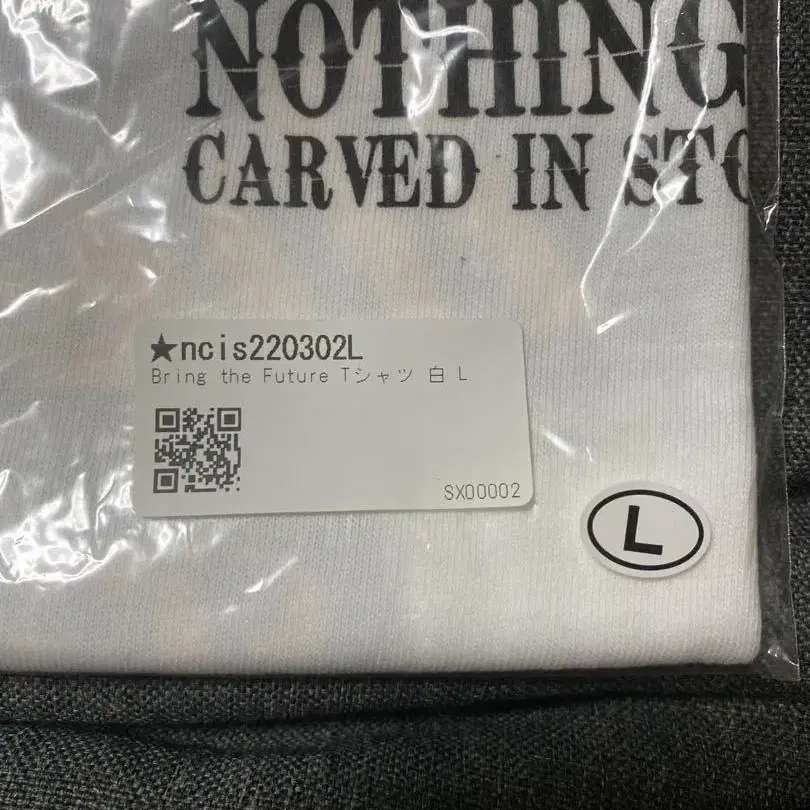 NOTHING
CARVED IN STO
★ncis220302L
Bring the Future Tシャツ 白 L
SX00002
L